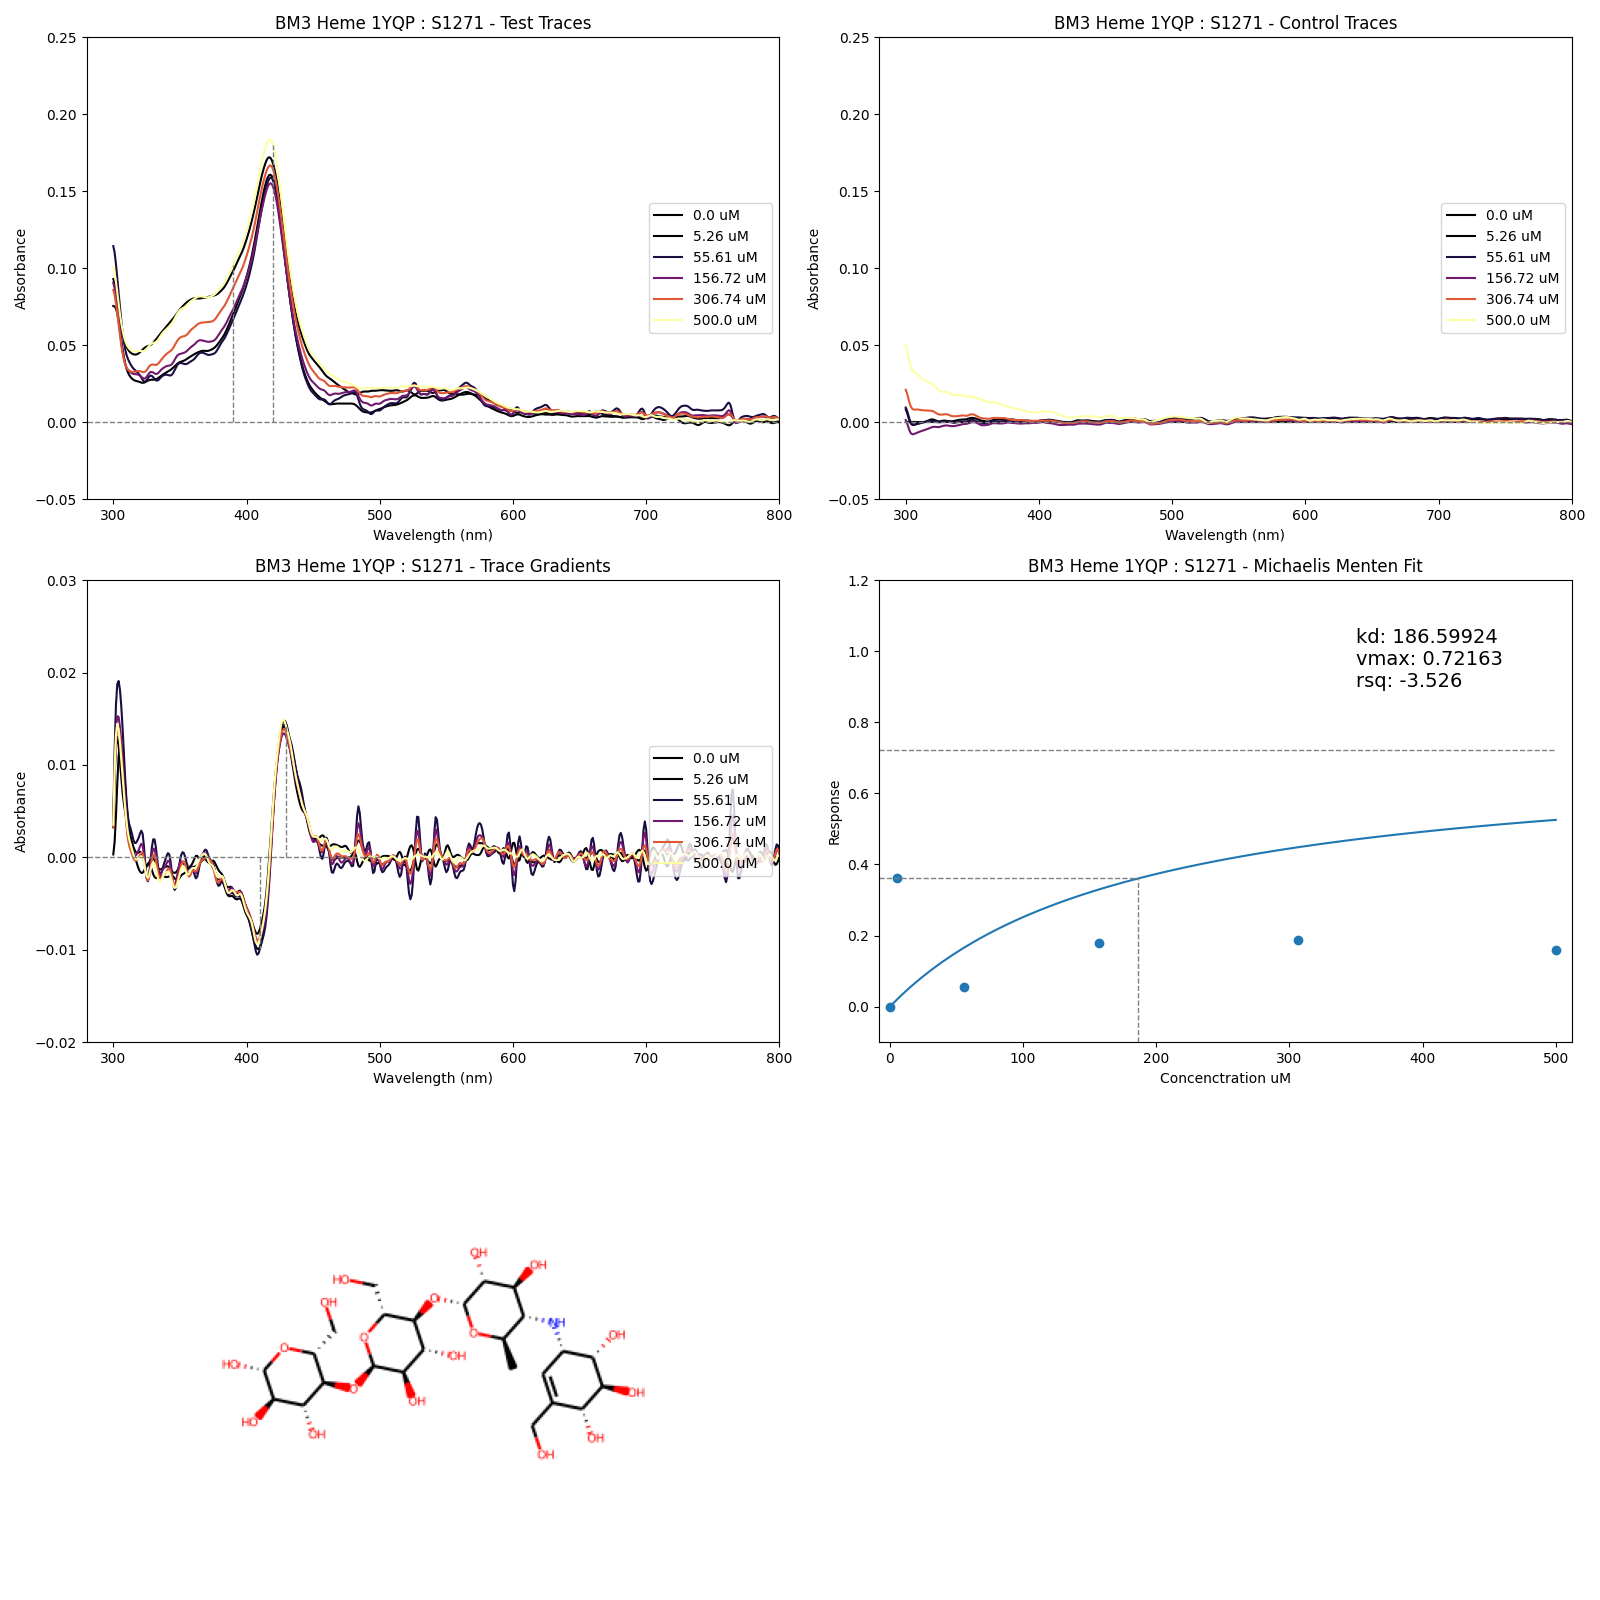 BM3 Heme 1YQP : S1271 - Test Traces
0.25
0.20
0.15
0.10
0.05
0.00
−0.05
Absorbance
300 400 500 600 700 800
Wavelength (nm)
0.0 uM
5.26 uM
55.61 uM
156.72 uM
306.74 uM
500.0 uM
BM3 Heme 1YQP : S1271 - Control Traces
0.25
0.20
0.15
0.10
0.05
0.00
−0.05
Absorbance
300 400 500 600 700 800
Wavelength (nm)
0.0 uM
5.26 uM
55.61 uM
156.72 uM
306.74 uM
500.0 uM
BM3 Heme 1YQP : S1271 - Trace Gradients
0.03
0.02
0.01
0.00
−0.01
−0.02
Absorbance
300 400 500 600 700 800
Wavelength (nm)
0.0 uM
5.26 uM
55.61 uM
156.72 uM
306.74 uM
500.0 uM
BM3 Heme 1YQP : S1271 - Michaelis Menten Fit
1.2
1.0
0.8
0.6
0.4
0.2
0.0
Response
kd: 186.59924
vmax: 0.72163
rsq: -3.526
0 100 200 300 400 500
Concenctration uM
OH
OH
HO
O
OH
NH
O
OH
O
O
HO
OH
O
OH
OH
HO
OH
OH
OH
OH